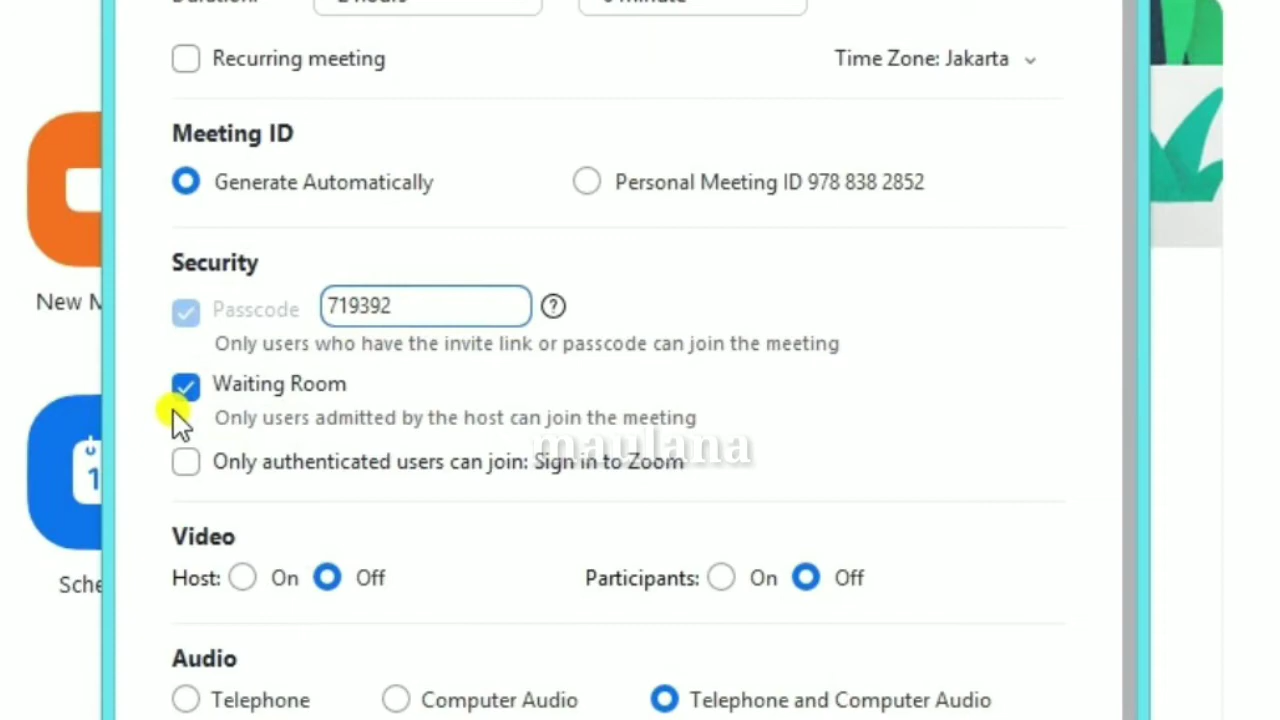 Recurring meeting
Time Zone: Jakarta
Meeting ID
Generate Automatically
Personal Meeting ID 978 838 2852
Security
Passcode 719392 ?
Only users who have the invite link or passcode can join the meeting
Waiting Room
Only users admitted by the host can join the meeting
maulana
Only authenticated users can join: Sign in to Zoom
Video
Host: On Off
Participants: On Off
Audio
Telephone
Computer Audio
Telephone and Computer Audio
New M
Sche
1